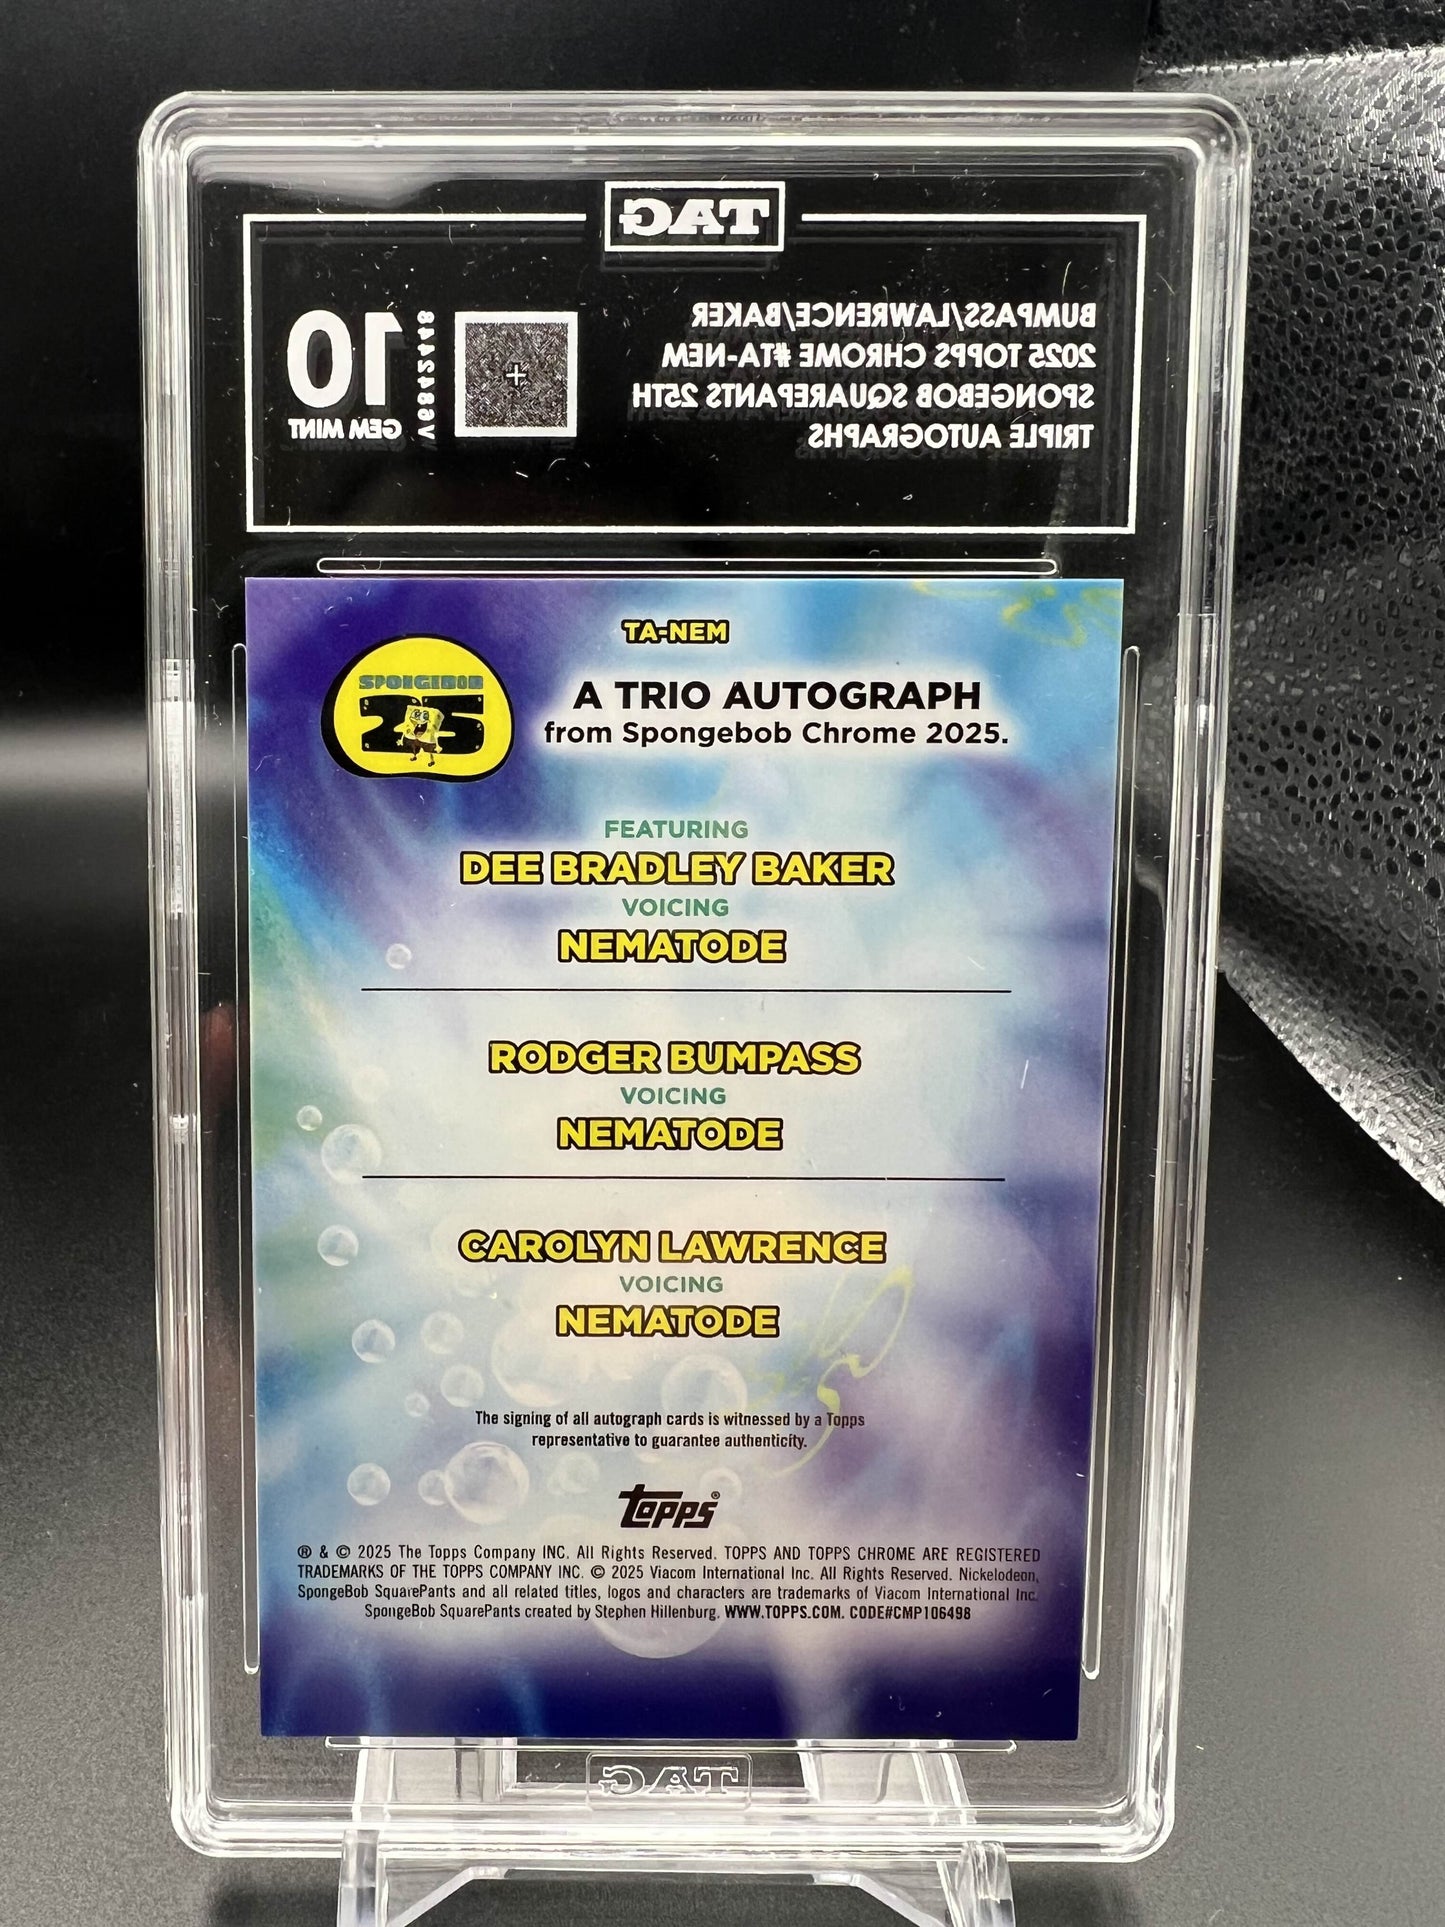 TAG
BUMPASS/LAWRENCE/BAKER
2025 TOPPS CHROME #TA-NEM
SPONGEBOB SQUAREPANTS 25TH
TRIPLE AUTOGRAPHS
V6842448
10
GEM MINT
TA-NEM
SPONGEBOB
25
A TRIO AUTOGRAPH
from Spongebob Chrome 2025.
FEATURING
DEE BRADLEY BAKER
VOICING
NEMATODE
RODGER BUMPASS
VOICING
NEMATODE
CAROLYN LAWRENCE
VOICING
NEMATODE
The signing of all autograph cards is witnessed by a Topps
representative to guarantee authenticity.
topps®
® & © 2025 The Topps Company INC. All Rights Reserved. TOPPS AND TOPPS CHROME ARE REGISTERED
TRADEMARKS OF THE TOPPS COMPANY INC. © 2025 Viacom International Inc. All Rights Reserved. Nickelodeon,
SpongeBob SquarePants and all related titles, logos and characters are trademarks of Viacom International Inc.
SpongeBob SquarePants created by Stephen Hillenburg. WWW.TOPPS.COM. CODE#CMP106498
TAG